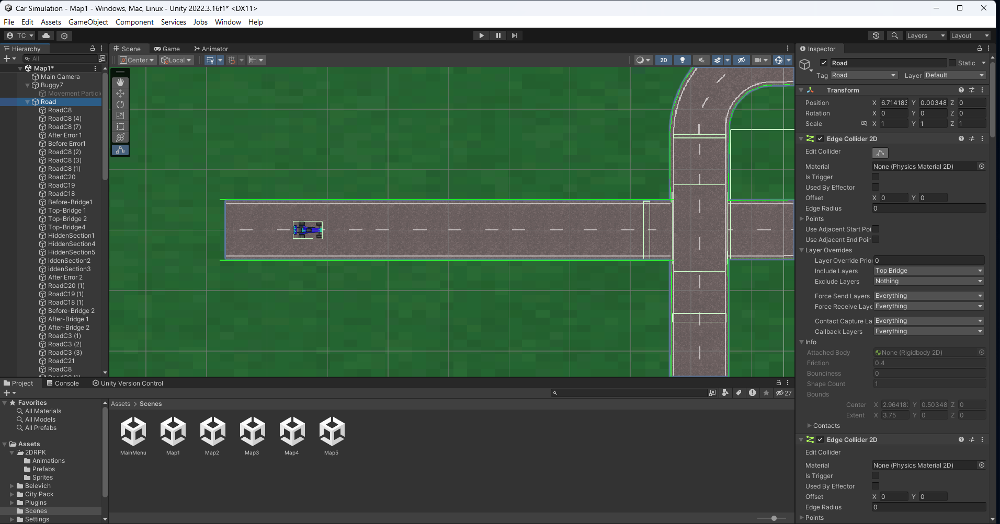 Car Simulation - Map1 - Windows, Mac, Linux - Unity 2022.3.16f1* <DX11>
File Edit Assets GameObject Component Services Jobs Window Help
TC
Layers
Layout
Hierarchy
All
Map1*
Main Camera
Buggy7
Movement Particl
Road
RoadC8
RoadC8 (4)
RoadC8 (7)
After Error 1
Before Error1
RoadC8 (2)
RoadC8 (3)
RoadC8 (1)
RoadC20
RoadC19
RoadC18
Before-Bridge1
Top-Bridge 1
Top-Bridge 2
Top-Bridge4
HiddenSection1
HiddenSection4
HiddenSection5
iddenSection2
iddenSection3
After Error 2
RoadC20 (1)
RoadC19 (1)
RoadC18 (1)
Before-Bridge 2
After-Bridge 1
After-Bridge 2
RoadC3 (1)
RoadC3 (2)
RoadC3 (3)
RoadC21
RoadC8
Scene Game Animator
Center Local
2D
Inspector
Road
Static
Tag Road Layer Default
Transform
Position X 6.714183 Y 0.00348 Z 0
Rotation X 0 Y 0 Z 0
Scale X 1 Y 1 Z 1
Edge Collider 2D
Edit Collider
Material None (Physics Material 2D)
Is Trigger
Used By Effector
Offset X 0 Y 0
Edge Radius 0
Points
Use Adjacent Start Poi
Use Adjacent End Poin
Layer Overrides
Layer Override Prior 0
Include Layers Top Bridge
Exclude Layers Nothing
Force Send Layers Everything
Force Receive Laye Everything
Contact Capture La Everything
Callback Layers Everything
Info
Attached Body None (Rigidbody 2D)
Friction 0.4
Bounciness 0
Shape Count 1
Bounds
Center X 2.964183 Y 0.50348 Z 0
Extent X 3.75 Y 0 Z 0
Contacts
Edge Collider 2D
Edit Collider
Material None (Physics Material 2D)
Is Trigger
Used By Effector
Offset X 0 Y 0
Edge Radius 0
Points
Project Console Unity Version Control
27
Favorites
All Materials
All Models
All Prefabs
Assets
2DRPK
Animations
Prefabs
Sprites
Belevich
City Pack
Plugins
Scenes
Settings
Assets > Scenes
MainMenu Map1 Map2 Map3 Map4 Map5